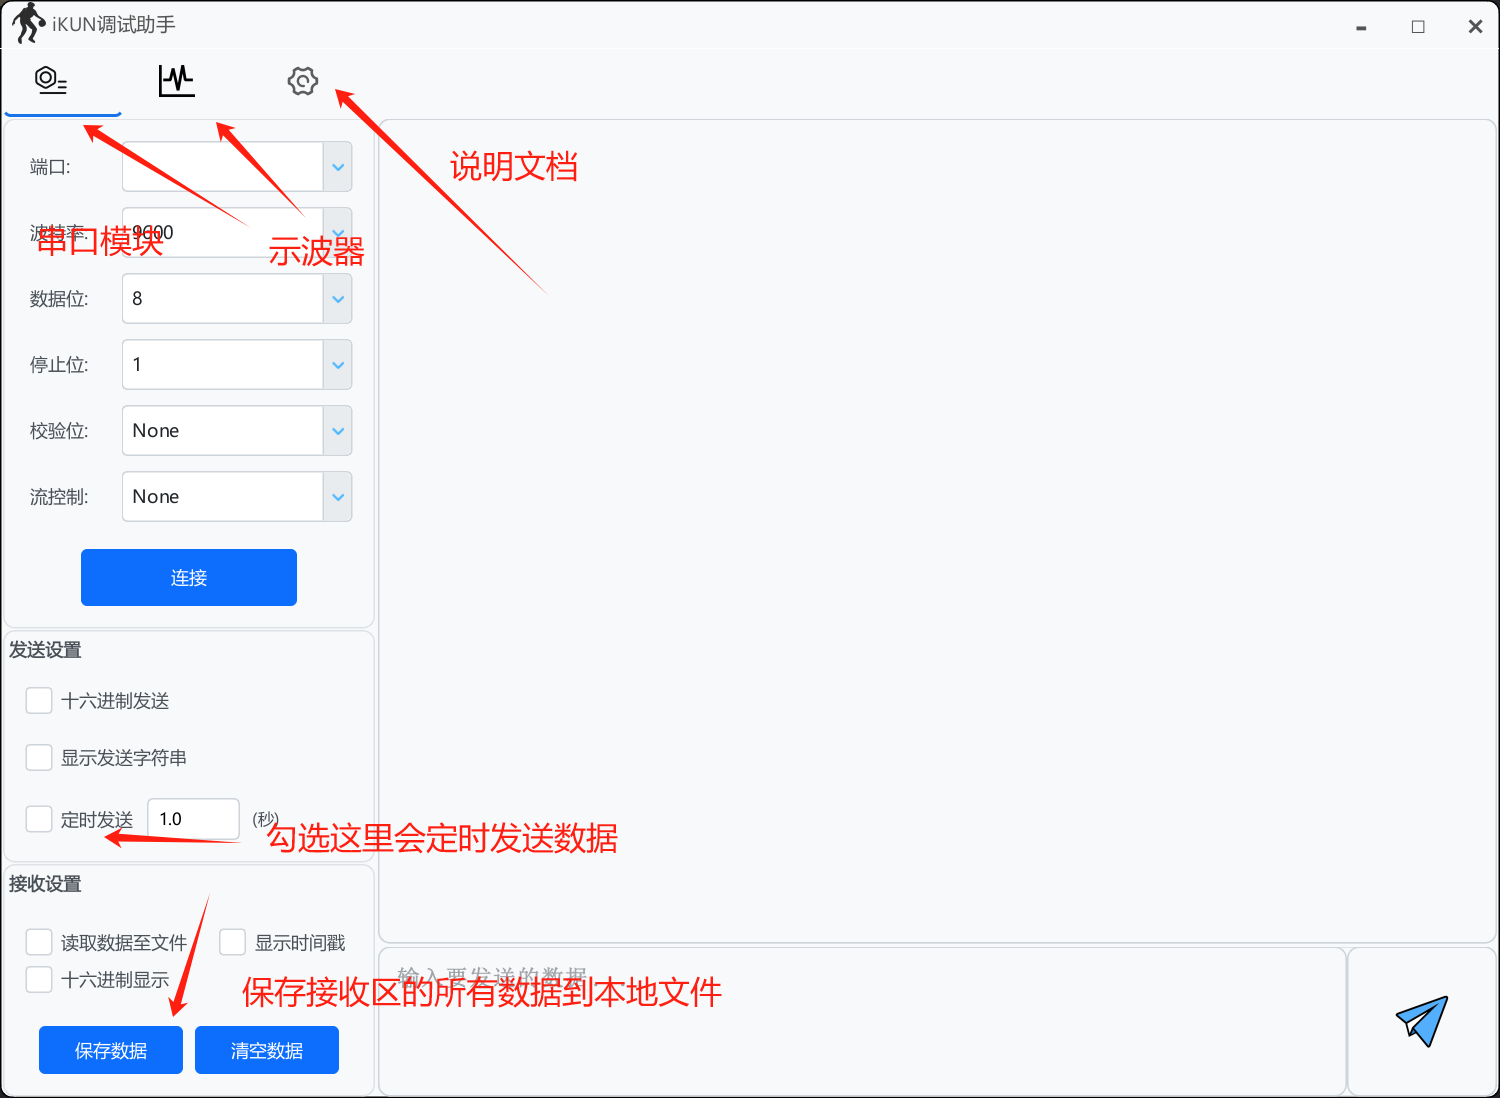 iKUN调试助手
说明文档
端口:
波特率:
9600
串口模块
示波器
数据位:
8
停止位:
1
校验位:
None
流控制:
None
连接
发送设置
十六进制发送
显示发送字符串
定时发送
1.0
(秒)
勾选这里会定时发送数据
接收设置
读取数据至文件
显示时间戳
十六进制显示
输入要发送的数据
保存接收区的所有数据到本地文件
保存数据
清空数据